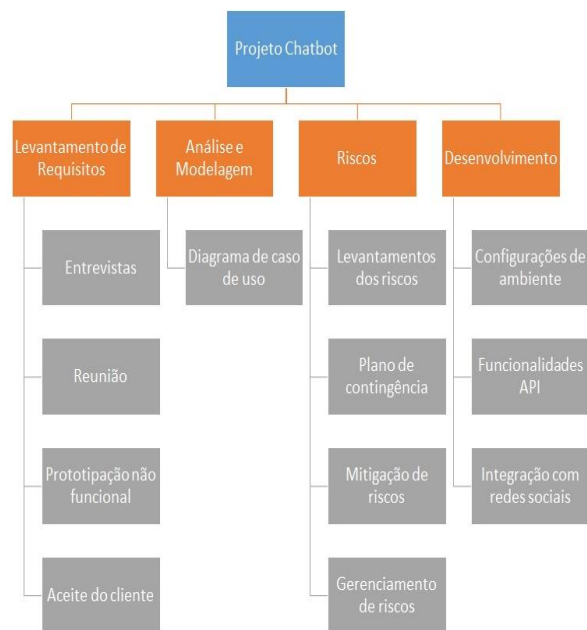 Projeto Chatbot
Levantamento de
Requisitos
Análise e
Modelagem
Riscos
Desenvolvimento
Entrevistas
Reunião
Prototipação não
funcional
Aceite do cliente
Diagrama de caso
de uso
Levantamentos
dos riscos
Plano de
contingência
Mitigação de
riscos
Gerenciamento
de riscos
Configurações de
ambiente
Funcionalidades
API
Integração com
redes sociais